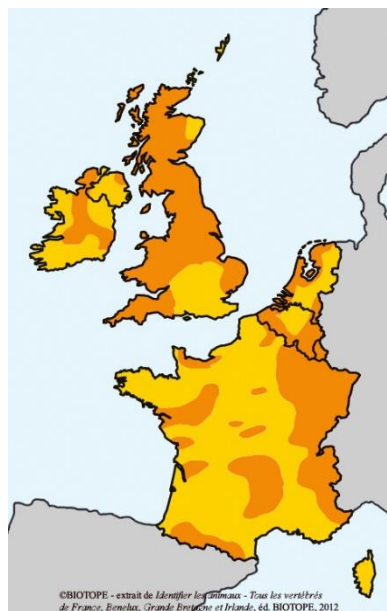 ©BIOTOPE - extrait de Identifier les animaux - Tous les vertébrés
de France, Benelux, Grande Bretagne et Irlande, éd. BIOTOPE, 2012